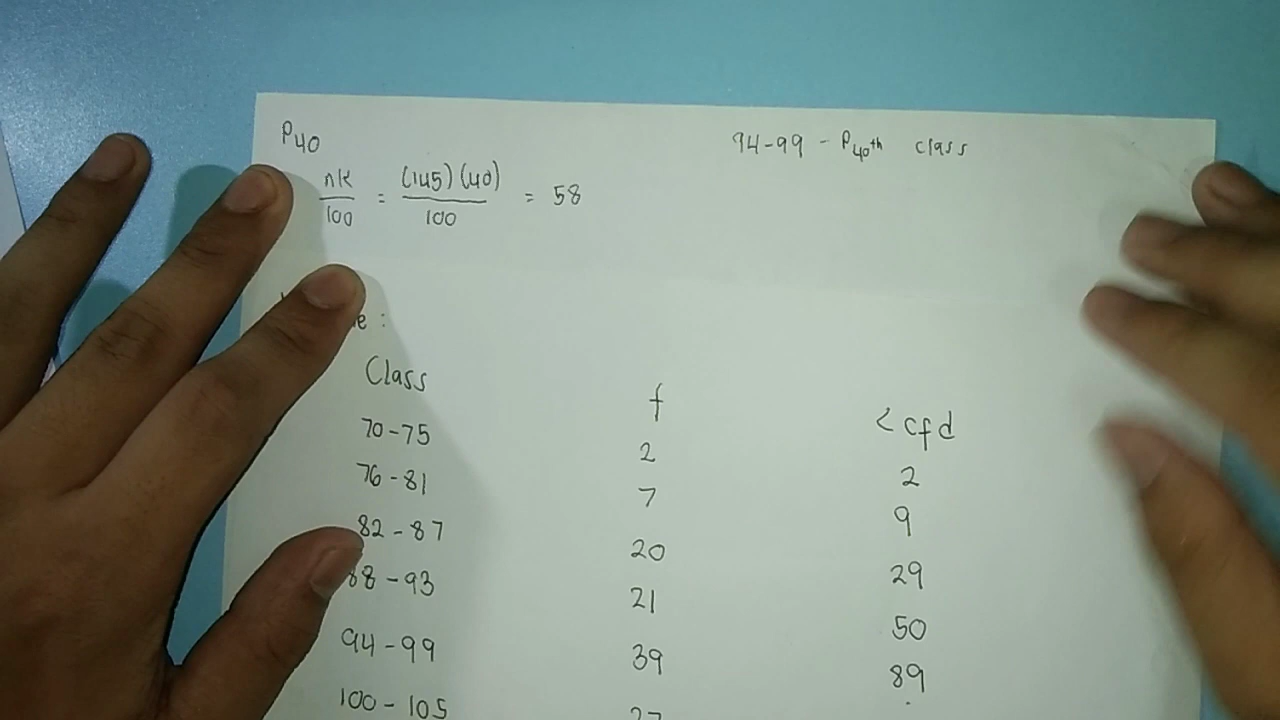 P40
94-99 - P40th class
nk/100 = (145)(40)/100 = 58
e :
Class f <cfd
70-75 2 2
76-81 7 9
82-87 20 29
88-93 21 50
94-99 39 89
100-105